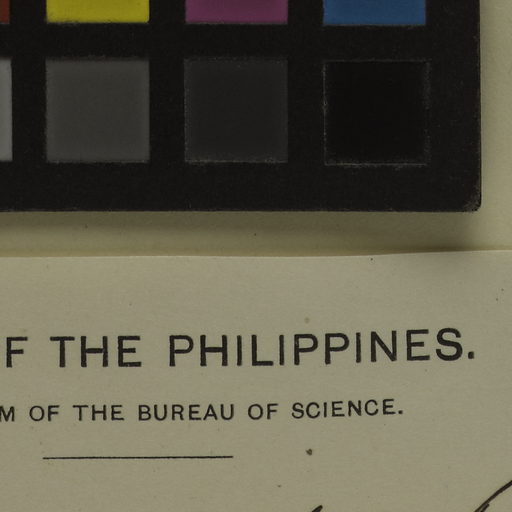 F THE PHILIPPINES.
M OF THE BUREAU OF SCIENCE.